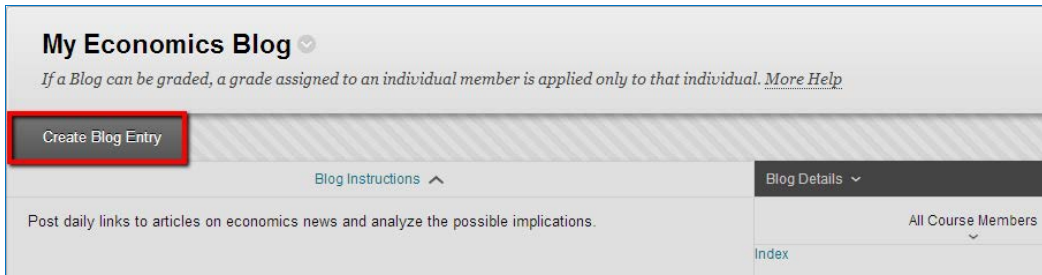 My Economics Blog
If a Blog can be graded, a grade assigned to an individual member is applied only to that individual. More Help
Create Blog Entry
Blog Instructions
Blog Details
Post daily links to articles on economics news and analyze the possible implications.
All Course Members
Index